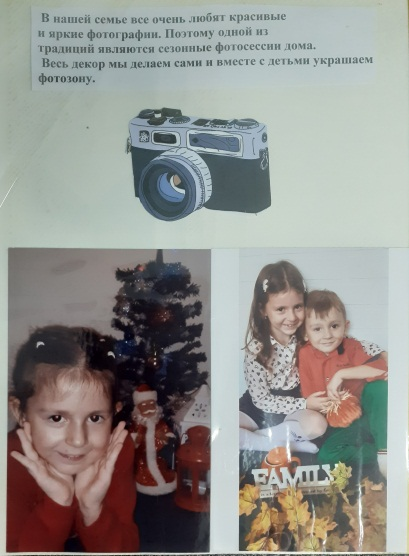 В нашей семье все очень любят красивые
и яркие фотографии. Поэтому одной из
традиций являются сезонные фотосессии дома.
Весь декор мы делаем сами и вместе с детьми украшаем
фотозону.
FAMILY